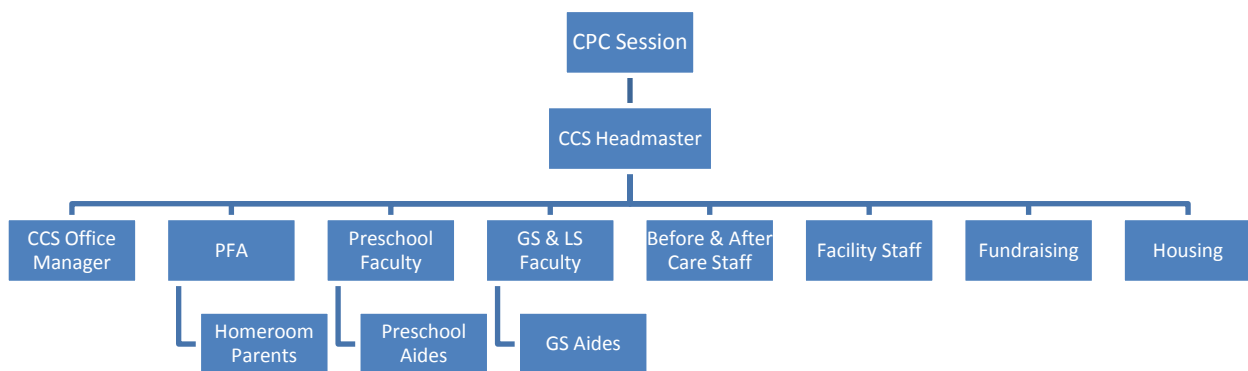 CPC Session
CCS Headmaster
CCS Office
Manager
PFA
Preschool
Faculty
GS & LS
Faculty
Before & After
Care Staff
Facility Staff
Fundraising
Housing
Homeroom
Parents
Preschool
Aides
GS Aides